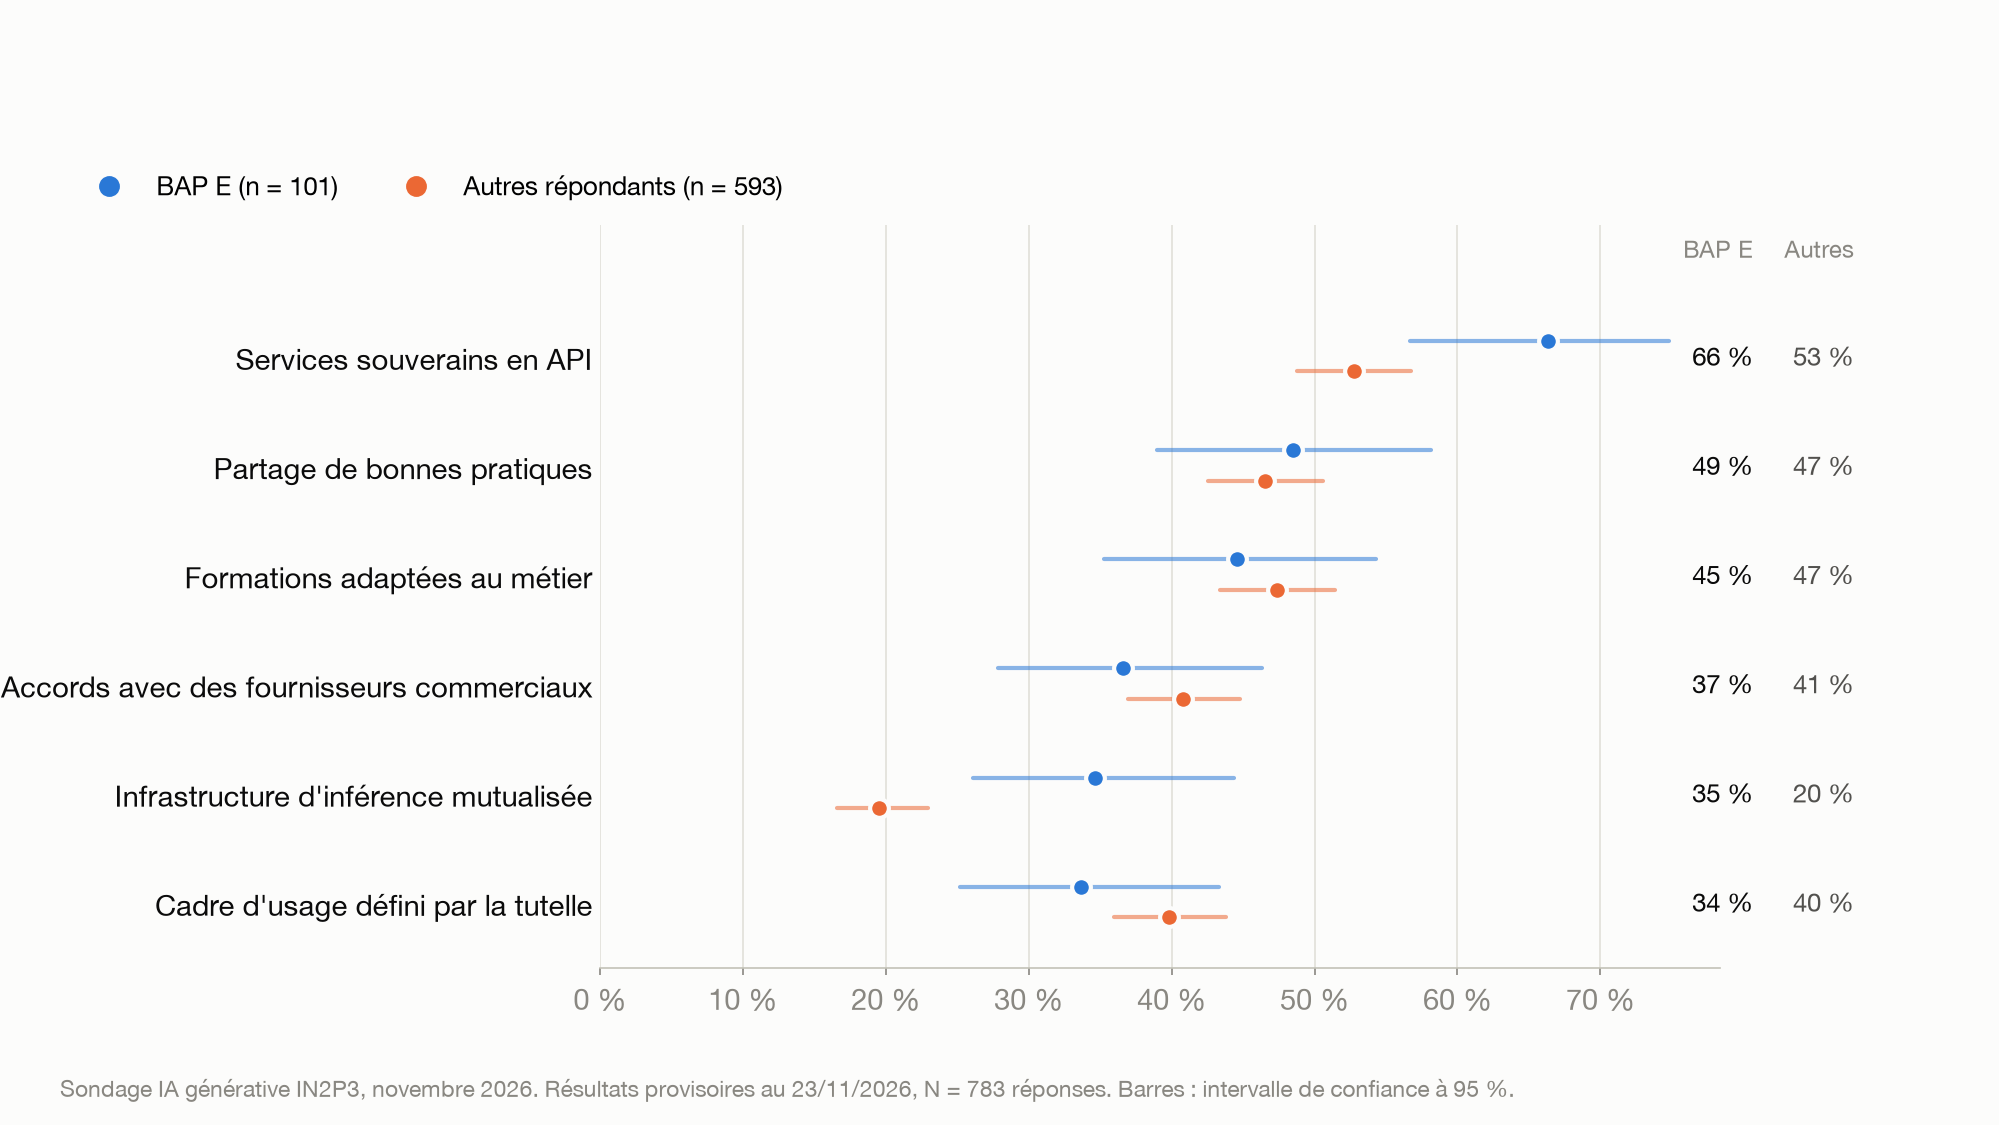 BAP E (n = 101) Autres répondants (n = 593)
BAP E Autres
Services souverains en API 66 % 53 %
Partage de bonnes pratiques 49 % 47 %
Formations adaptées au métier 45 % 47 %
Accords avec des fournisseurs commerciaux 37 % 41 %
Infrastructure d'inférence mutualisée 35 % 20 %
Cadre d'usage défini par la tutelle 34 % 40 %
0 % 10 % 20 % 30 % 40 % 50 % 60 % 70 %
Sondage IA générative IN2P3, novembre 2026. Résultats provisoires au 23/11/2026, N = 783 réponses. Barres : intervalle de confiance à 95 %.